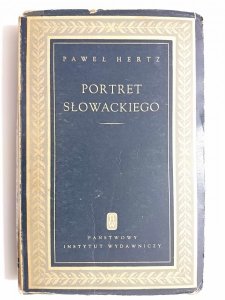 PAWEŁ HERTZ
PORTRET
SŁOWACKIEGO
PAŃSTWOWY
INSTYTUT WYDAWNICZY